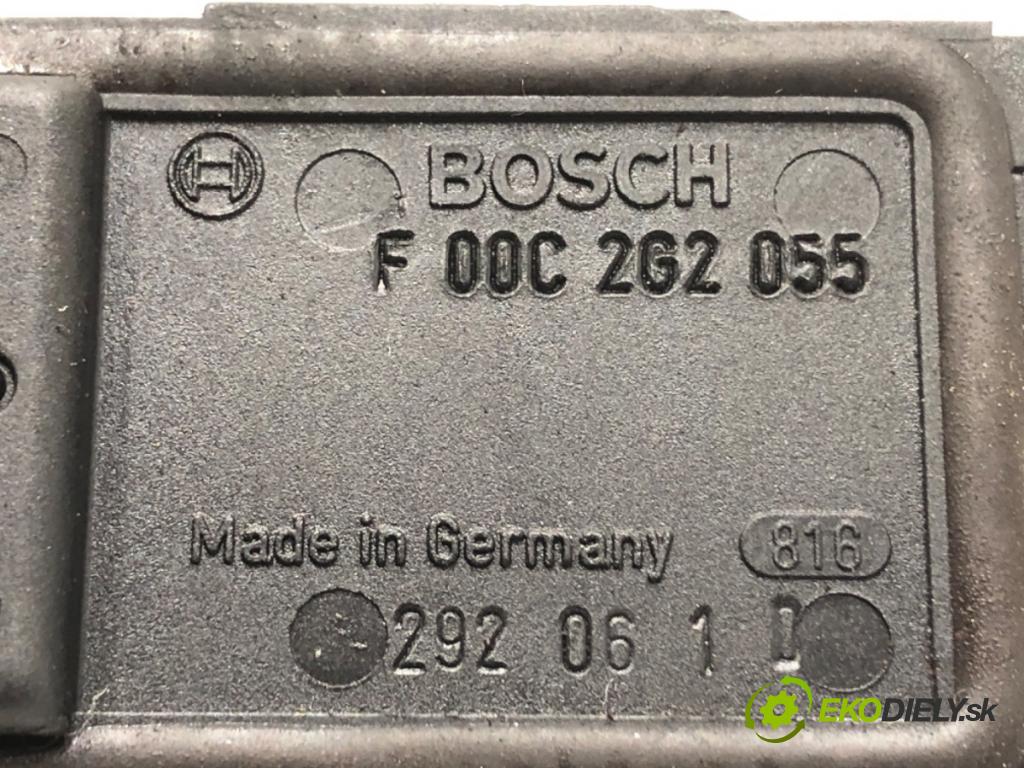 BOSCH
F 00C 2G2 055
Made in Germany 816
292 06 1 D
EKODIELY.sk